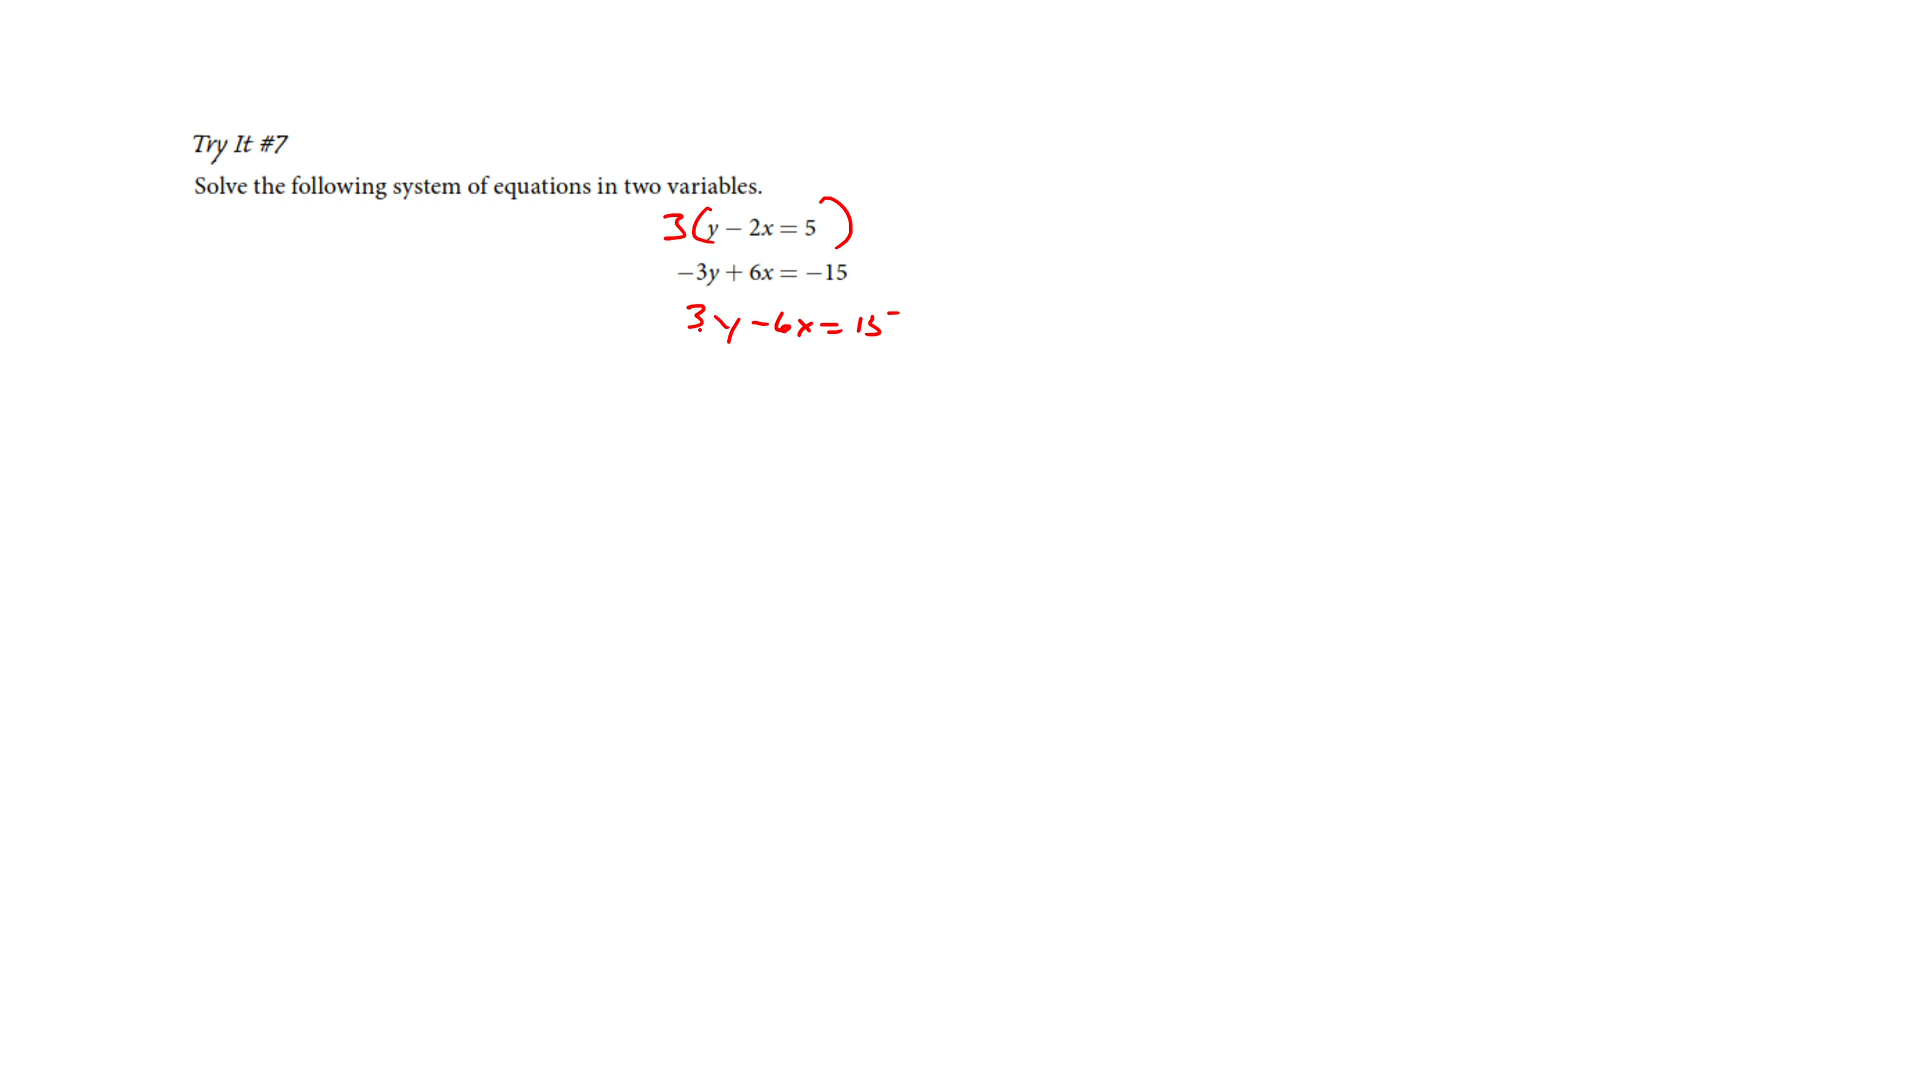 Try It #7
Solve the following system of equations in two variables.
3(y − 2x = 5)
−3y + 6x = −15
3y − 6x = 15